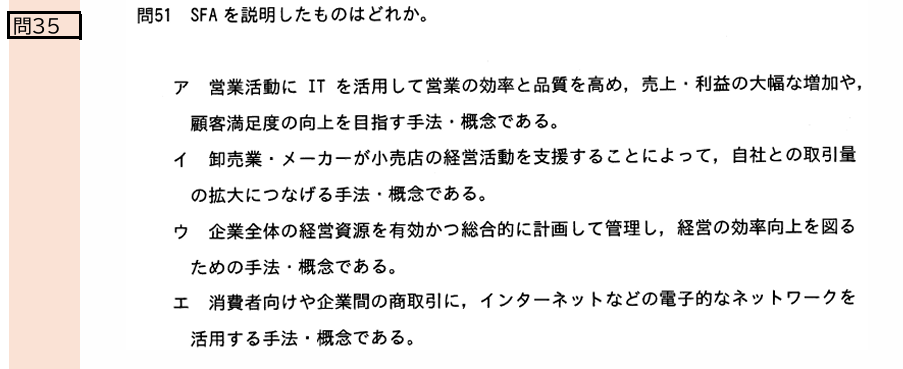 問35
問51 SFAを説明したものはどれか。
ア 営業活動に IT を活用して営業の効率と品質を高め，売上・利益の大幅な増加や，
顧客満足度の向上を目指す手法・概念である。
イ 卸売業・メーカーが小売店の経営活動を支援することによって，自社との取引量
の拡大につなげる手法・概念である。
ウ 企業全体の経営資源を有効かつ総合的に計画して管理し，経営の効率向上を図る
ための手法・概念である。
エ 消費者向けや企業間の商取引に，インターネットなどの電子的なネットワークを
活用する手法・概念である。